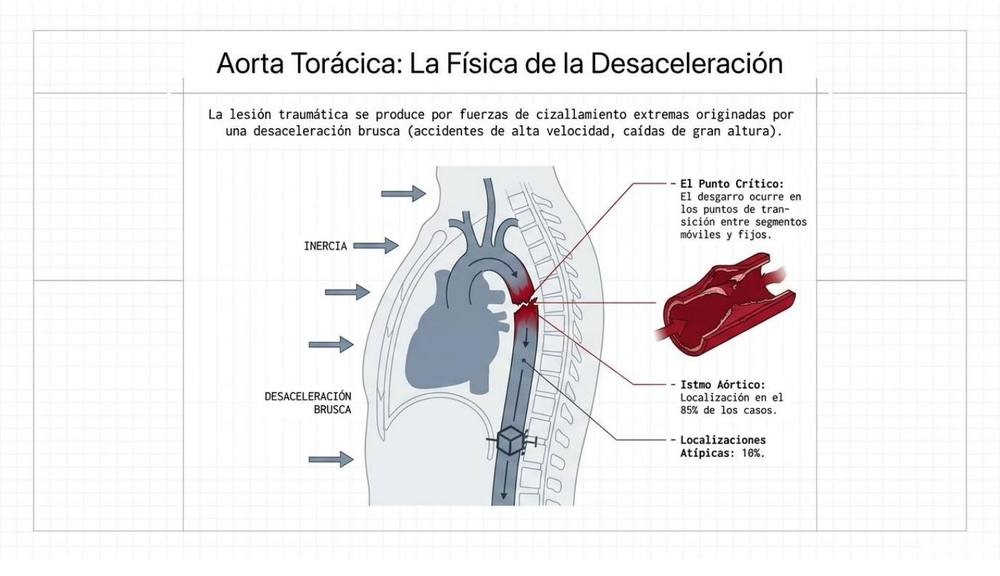 Aorta Torácica: La Física de la Desaceleración
La lesión traumática se produce por fuerzas de cizallamiento extremas originadas por
una desaceleración brusca (accidentes de alta velocidad, caídas de gran altura).
INERCIA
DESACELERACIÓN
BRUSCA
- El Punto Crítico:
El desgarro ocurre en
los puntos de tran-
sición entre segmentos
móviles y fijos.
- Istmo Aórtico:
Localización en el
85% de los casos.
- Localizaciones
Atípicas: 10%.